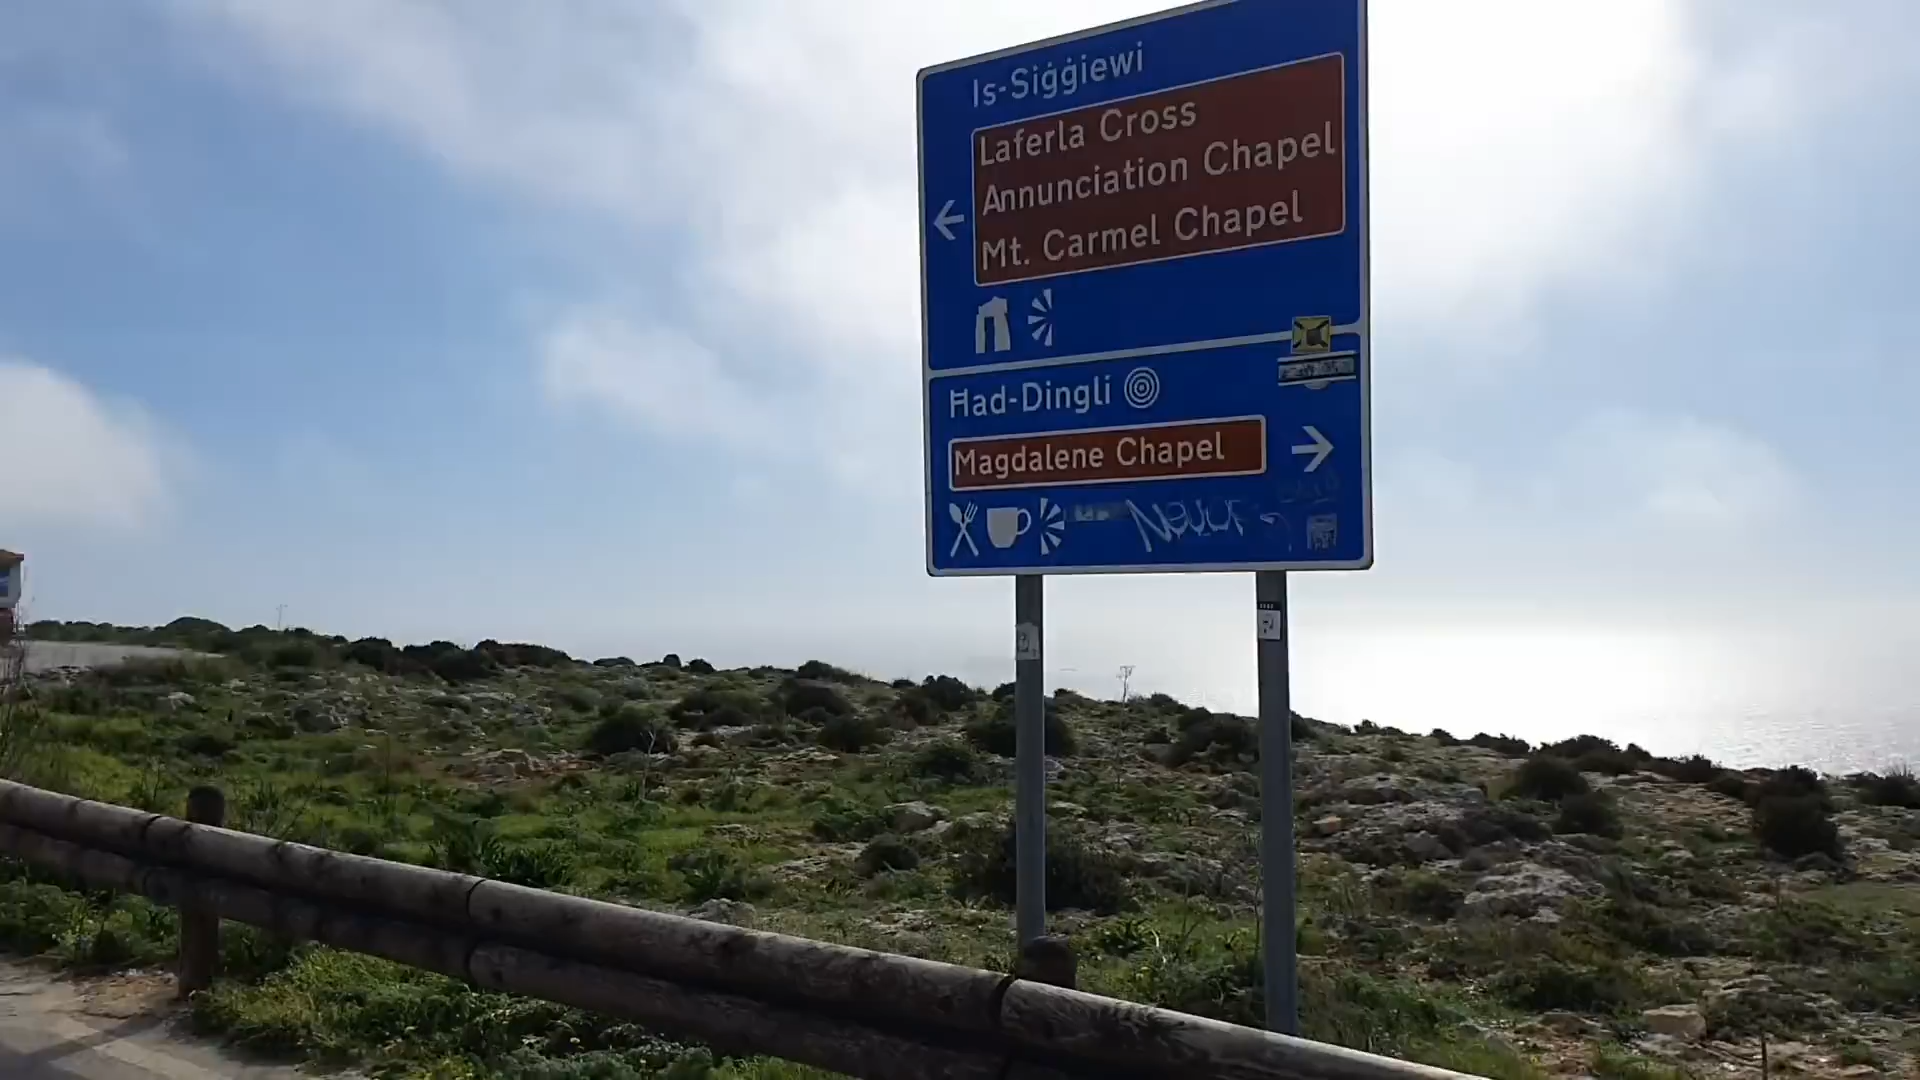 Is-Siġġiewi
Laferla Cross
Annunciation Chapel
Mt. Carmel Chapel
Ħad-Dingli
Magdalene Chapel